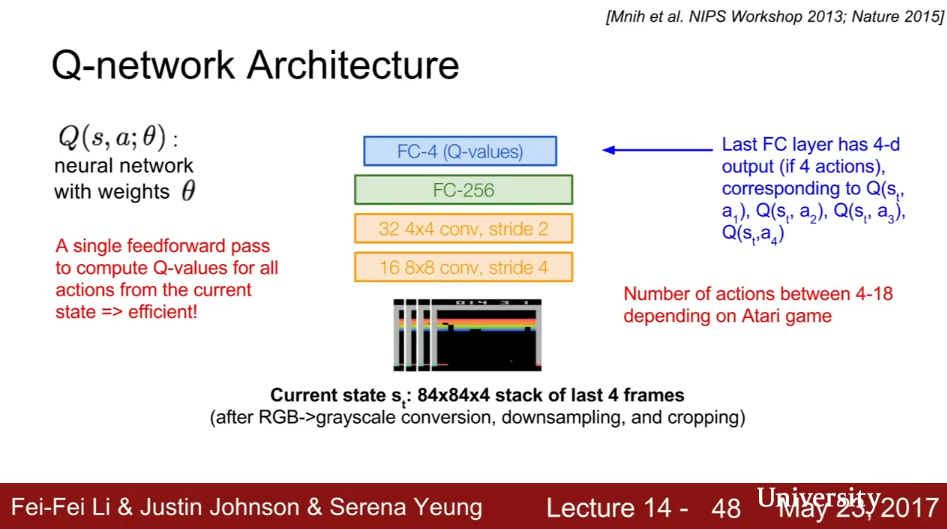 [Mnih et al. NIPS Workshop 2013; Nature 2015]
Q-network Architecture
Q(s, a; θ) :
neural network
with weights θ
A single feedforward pass
to compute Q-values for all
actions from the current
state => efficient!
FC-4 (Q-values)
FC-256
32 4x4 conv, stride 2
16 8x8 conv, stride 4
Last FC layer has 4-d
output (if 4 actions),
corresponding to Q(s_t,
a_1), Q(s_t, a_2), Q(s_t, a_3),
Q(s_t,a_4)
Number of actions between 4-18
depending on Atari game
014 3 1
Current state s_t: 84x84x4 stack of last 4 frames
(after RGB->grayscale conversion, downsampling, and cropping)
Fei-Fei Li & Justin Johnson & Serena Yeung
Lecture 14 - 48
University
May 23, 2017